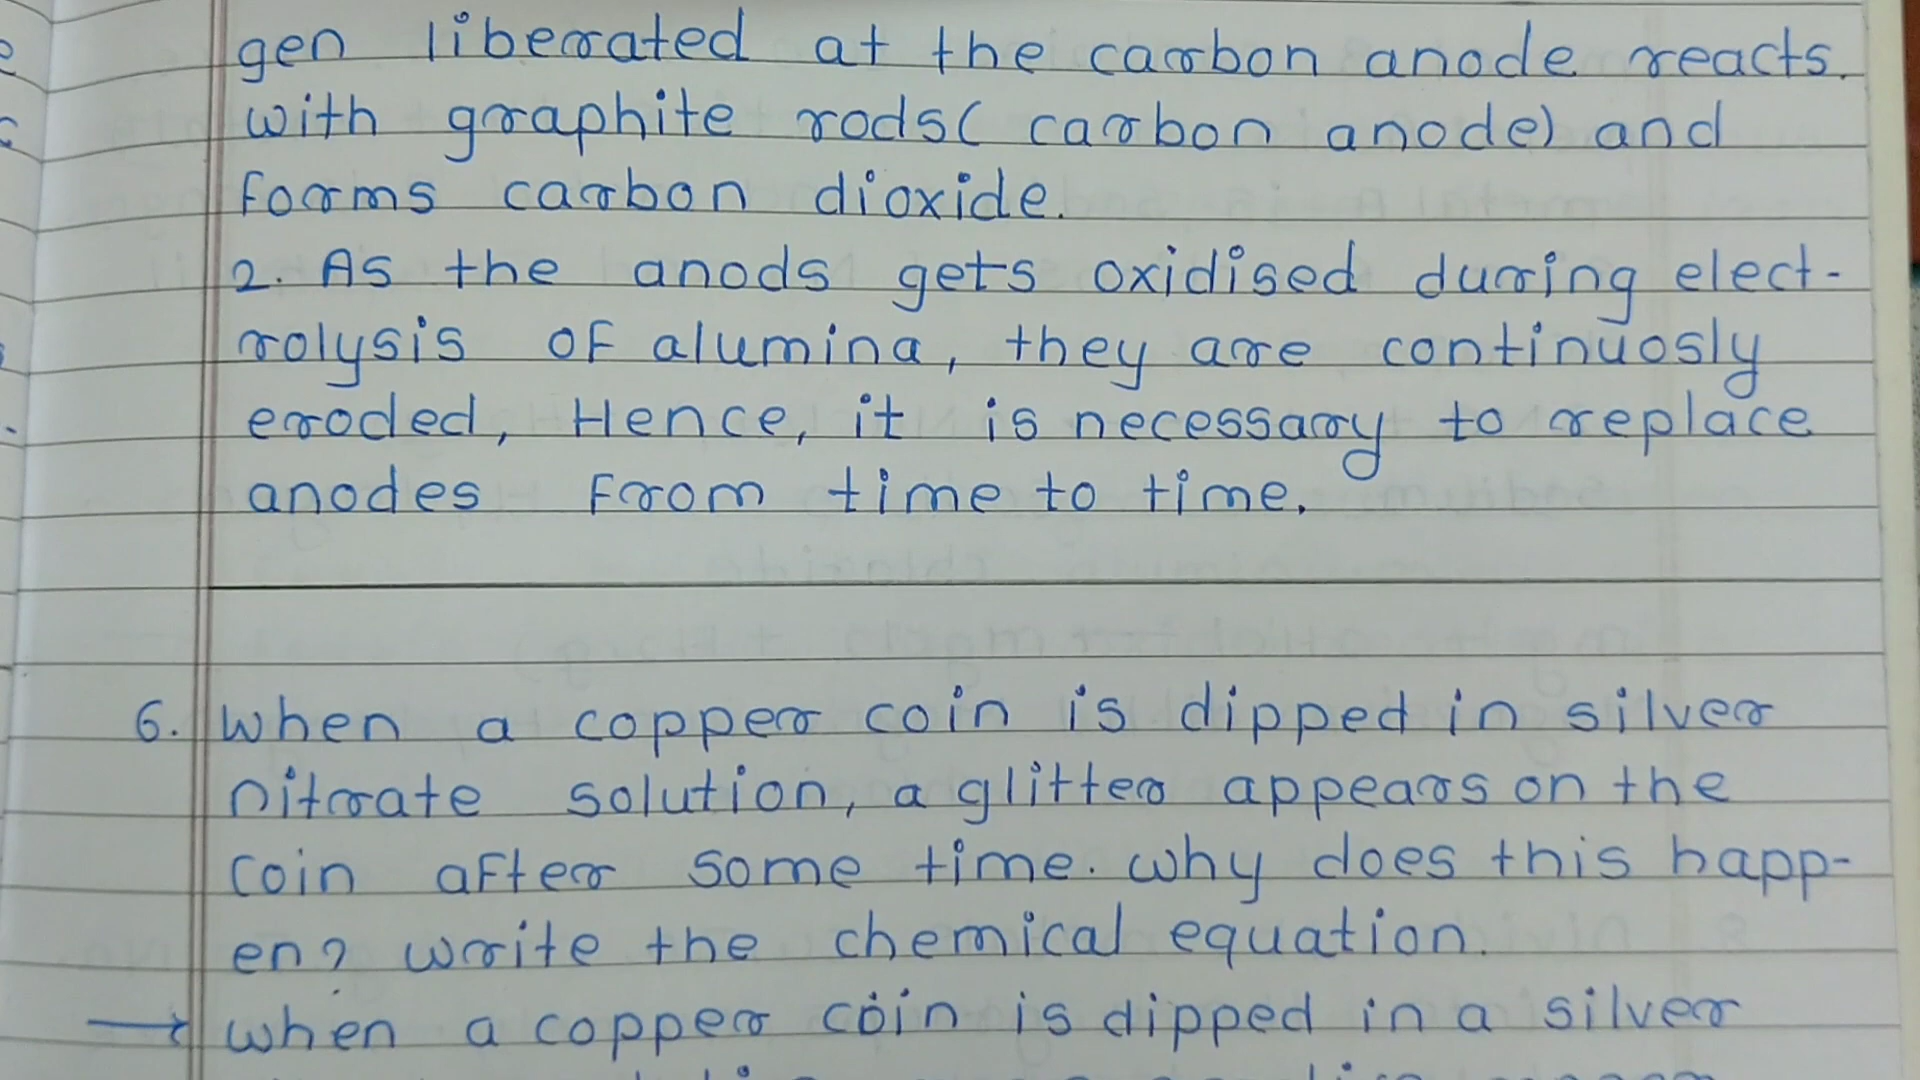 gen liberated at the carbon anode reacts.
with graphite rods( carbon anode) and
forms carbon dioxide.
2. As the anods gets oxidised during elect-
rolysis of alumina, they are continuosly
eroded, Hence, it is necessary to replace
anodes from time to time.
6. when a copper coin is dipped in silver
nitrate solution, a glitter appears on the
coin after some time. why does this happ-
en? write the chemical equation.
→ when a copper coin is dipped in a silver